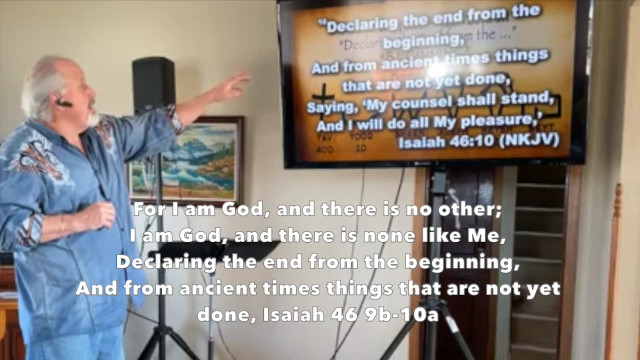 "Declaring the end from the
beginning,
And from ancient times things
that are not yet done,
Saying, 'My counsel shall stand,
And I will do all My pleasure,'
Isaiah 46:10 (NKJV)
For I am God, and there is no other;
I am God, and there is none like Me,
Declaring the end from the beginning,
And from ancient times things that are not yet
done, Isaiah 46 9b-10a